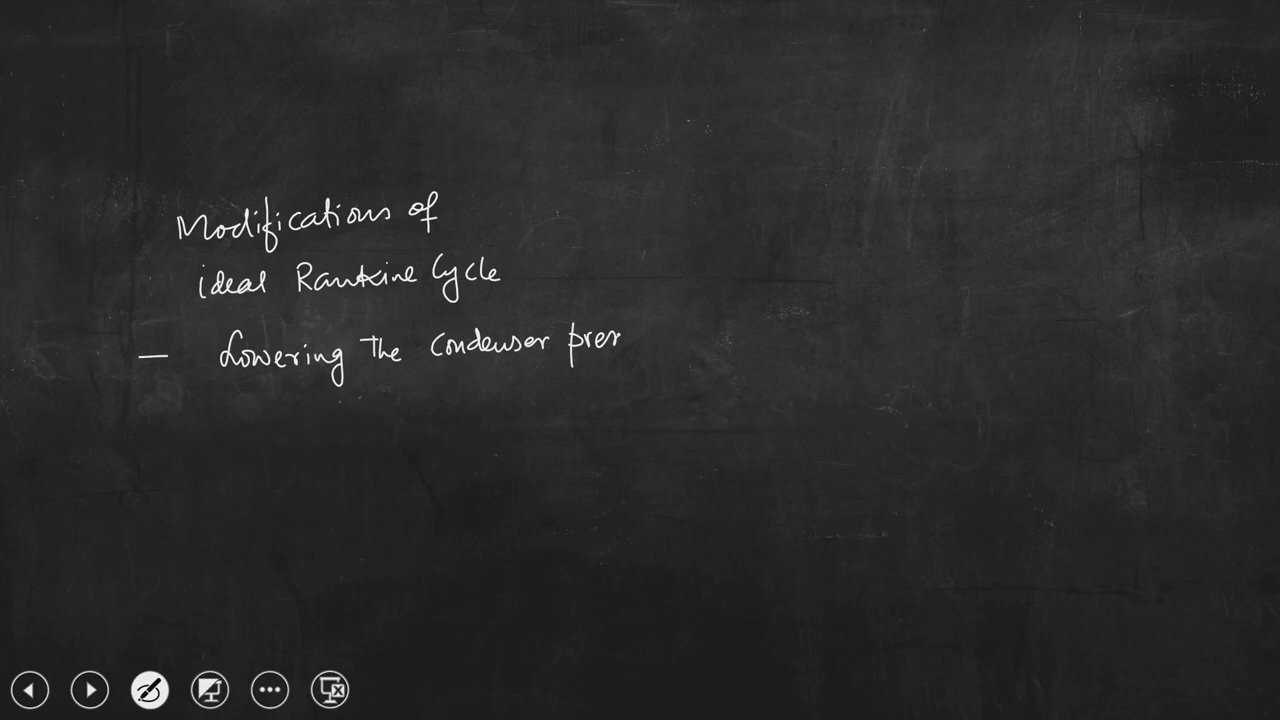 Modifications of
ideal Rankine Cycle
— Lowering the condenser pres